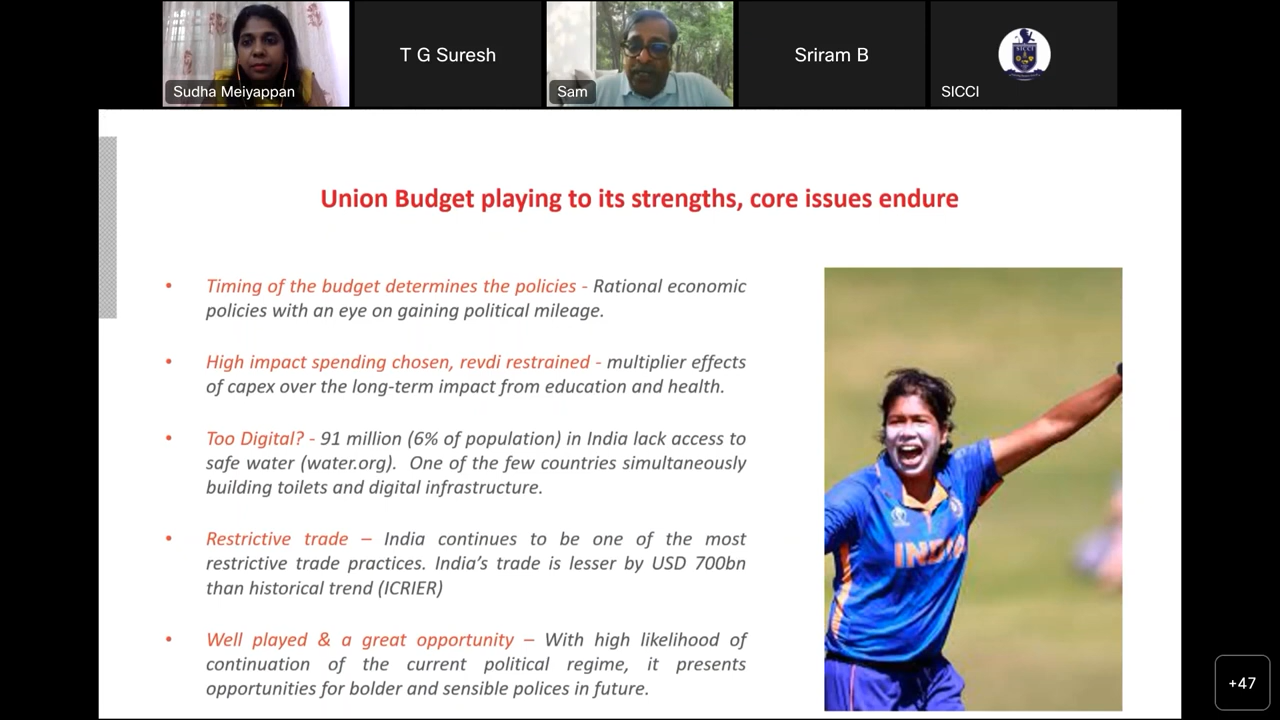 Sudha Meiyappan
T G Suresh
Sam
Sriram B
SICCI
SICCI
Union Budget playing to its strengths, core issues endure
• Timing of the budget determines the policies - Rational economic
policies with an eye on gaining political mileage.
• High impact spending chosen, revdi restrained - multiplier effects
of capex over the long-term impact from education and health.
• Too Digital? - 91 million (6% of population) in India lack access to
safe water (water.org). One of the few countries simultaneously
building toilets and digital infrastructure.
• Restrictive trade – India continues to be one of the most
restrictive trade practices. India's trade is lesser by USD 700bn
than historical trend (ICRIER)
• Well played & a great opportunity – With high likelihood of
continuation of the current political regime, it presents
opportunities for bolder and sensible polices in future.
INDIA
+47